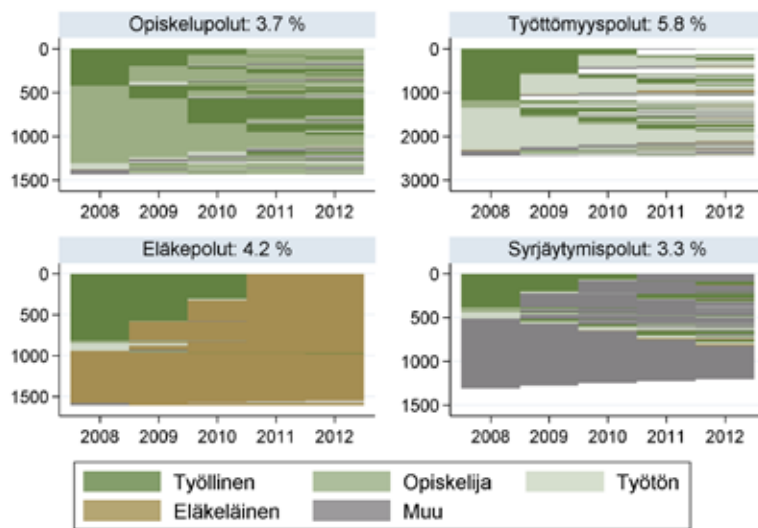 Opiskelupolut: 3.7 %
0
500
1000
1500
2008 2009 2010 2011 2012
Työttömyyspolut: 5.8 %
0
1000
2000
3000
2008 2009 2010 2011 2012
Eläkepolut: 4.2 %
0
500
1000
1500
2008 2009 2010 2011 2012
Syrjäytymispolut: 3.3 %
0
500
1000
1500
2008 2009 2010 2011 2012
Työllinen Opiskelija Työtön
Eläkeläinen Muu